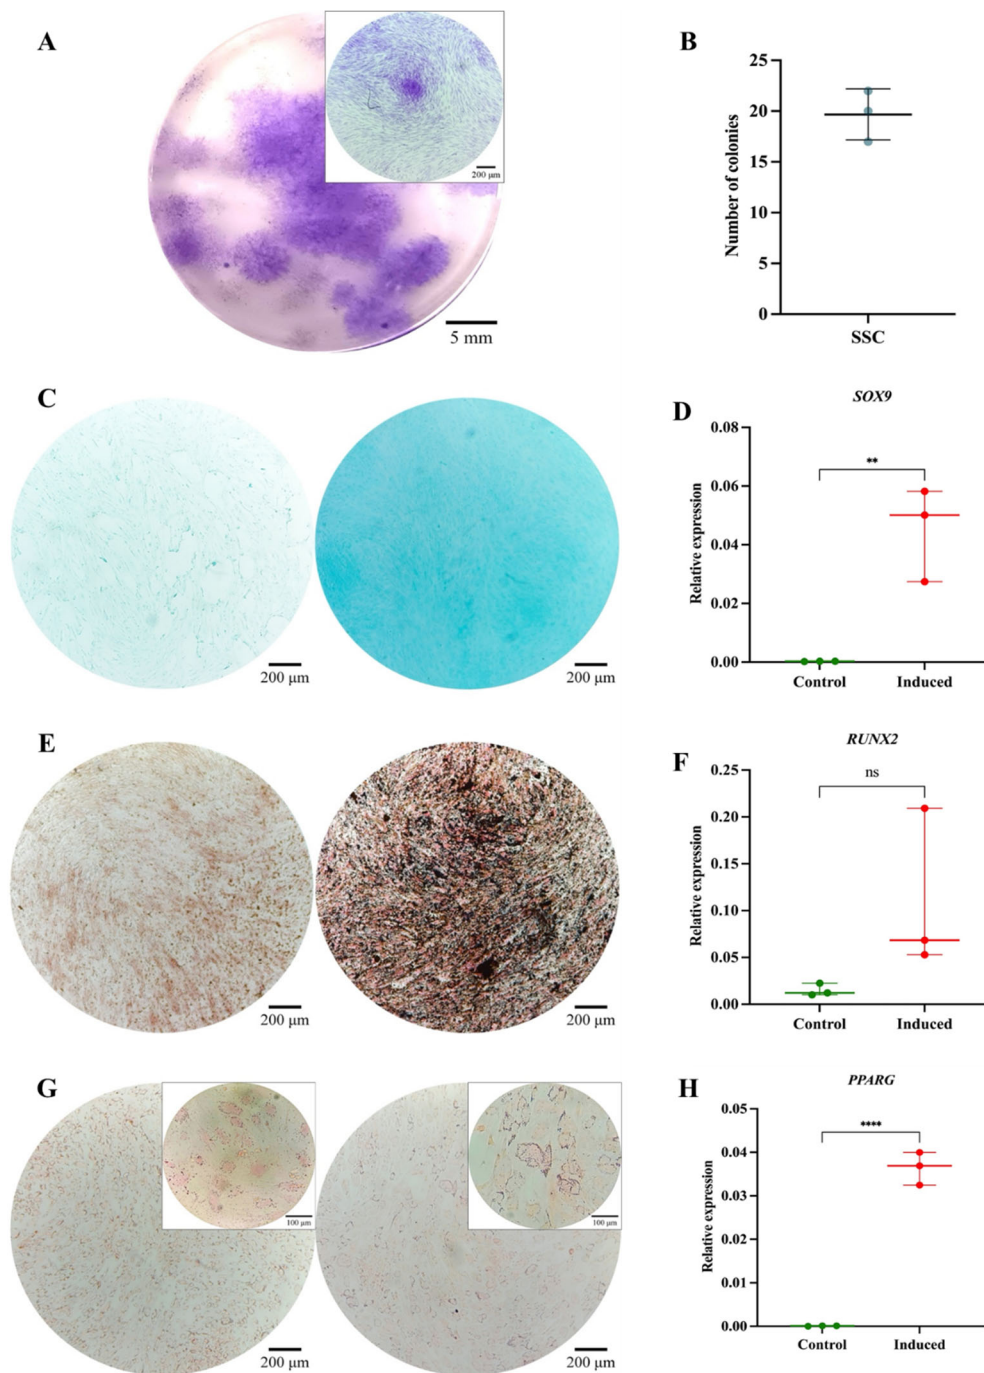 A
200 μm
5 mm
B
25
20
15
10
5
0
Number of colonies
SSC
C
200 μm
200 μm
D
SOX9
0.08
0.06
0.04
0.02
0.00
Relative expression
**
Control Induced
E
200 μm
200 μm
F
RUNX2
0.25
0.20
0.15
0.10
0.05
0.00
Relative expression
ns
Control Induced
G
100 μm
200 μm
100 μm
200 μm
H
PPARG
0.05
0.04
0.03
0.02
0.01
0.00
Relative expression
****
Control Induced